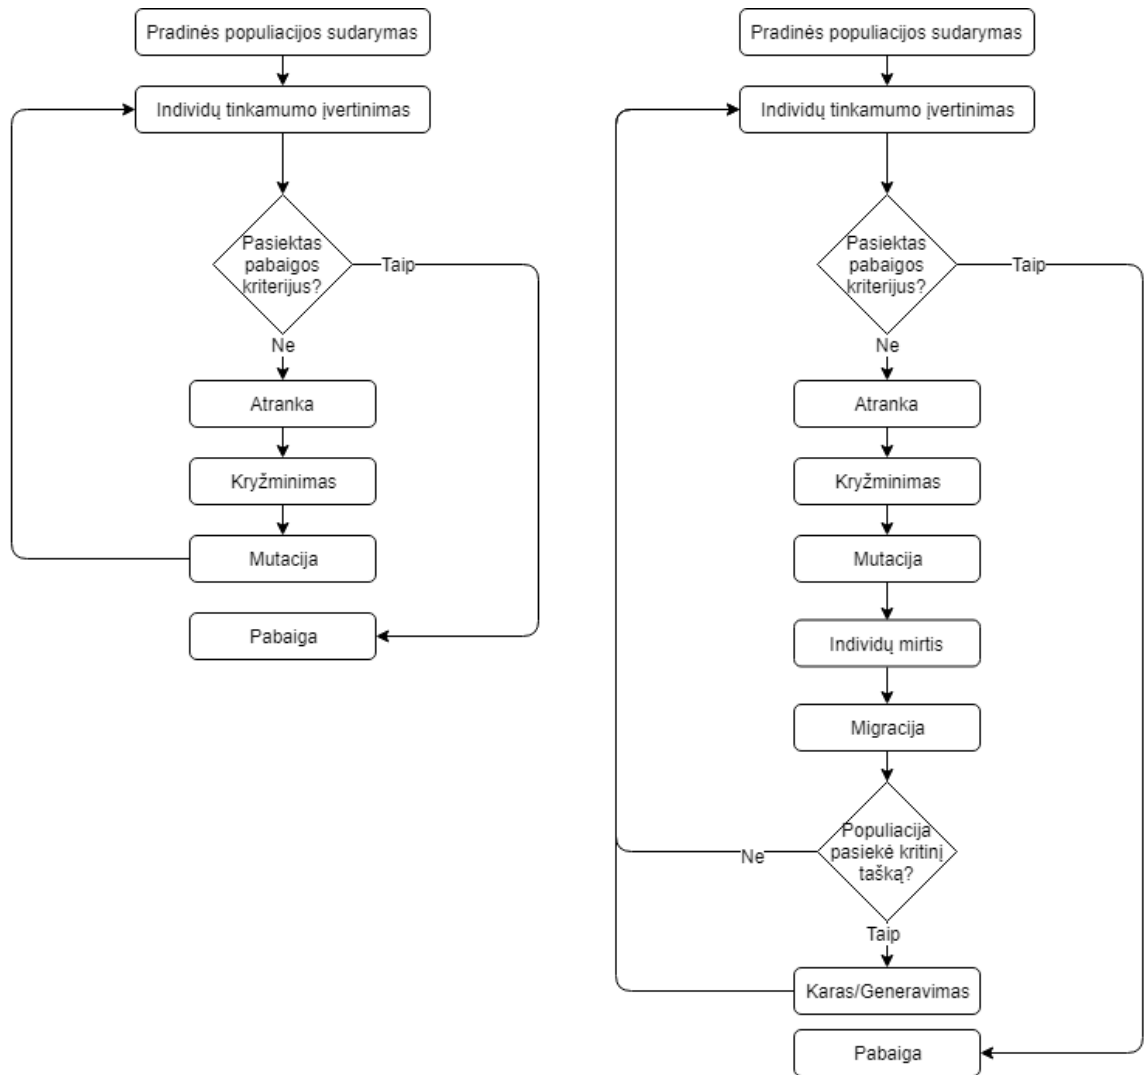 Pradinės populiacijos sudarymas
Individų tinkamumo įvertinimas
Pasiektas
pabaigos
kriterijus?
Taip
Ne
Atranka
Kryžminimas
Mutacija
Pabaiga
Pradinės populiacijos sudarymas
Individų tinkamumo įvertinimas
Pasiektas
pabaigos
kriterijus?
Taip
Ne
Atranka
Kryžminimas
Mutacija
Individų mirtis
Migracija
Populiacija
pasiekė kritinį
tašką?
Ne
Taip
Karas/Generavimas
Pabaiga